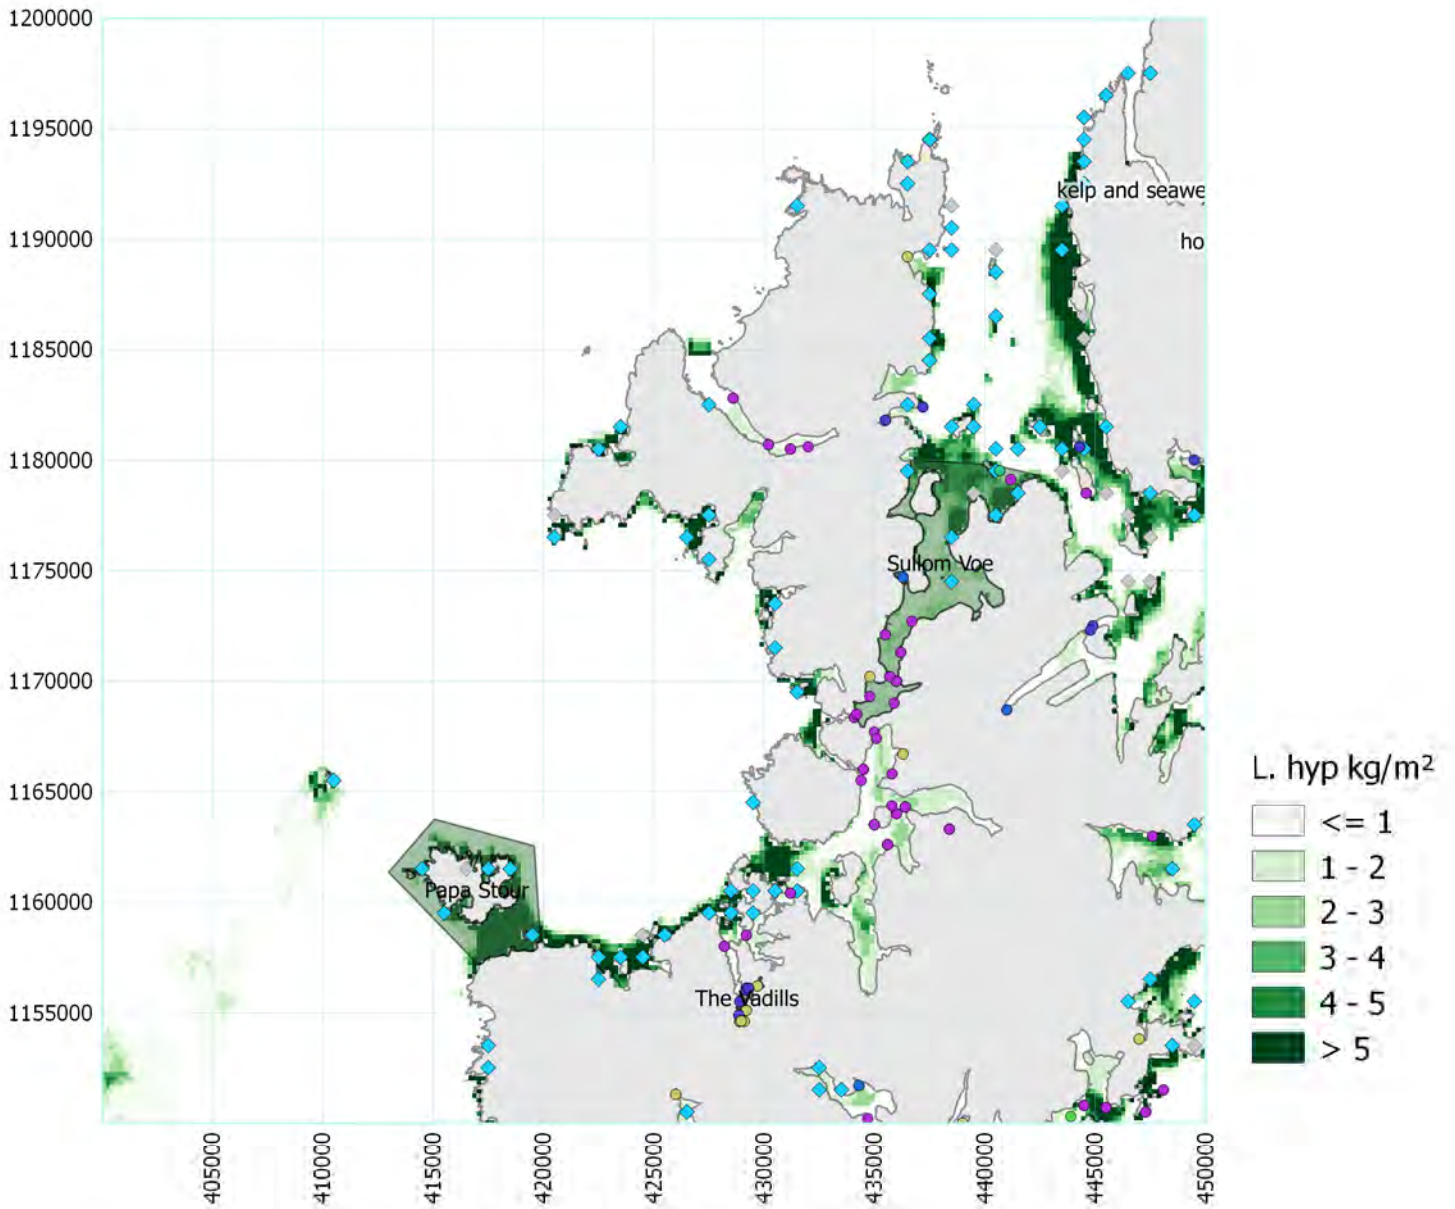 1200000
1195000
kelp and seawe
1190000
ho
1185000
1180000
1175000
Sullom Voe
1170000
1165000
1160000
Papa Stour
1155000
The Vadills
405000
410000
415000
420000
425000
430000
435000
440000
445000
450000
L. hyp kg/m²
<= 1
1 - 2
2 - 3
3 - 4
4 - 5
> 5